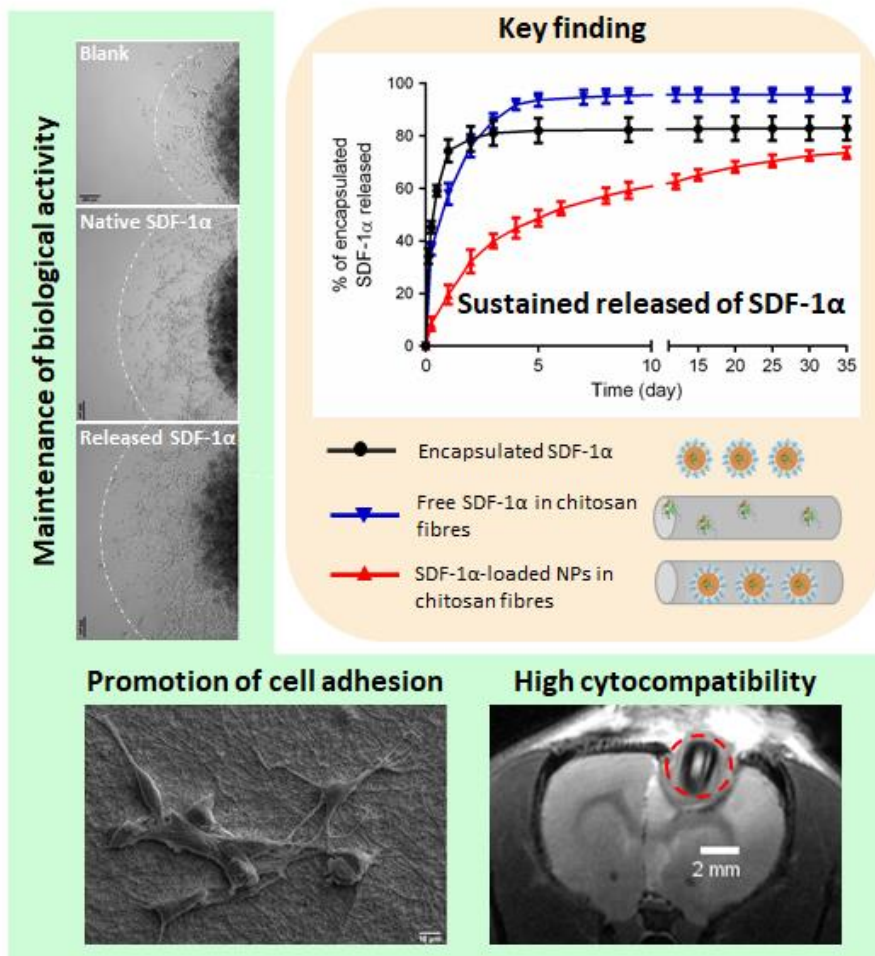 Maintenance of biological activity
Blank
Native SDF-1α
Released SDF-1α
Key finding
% of encapsulated
SDF-1α released
100
80
60
40
20
0
Sustained released of SDF-1α
0
5
10
15
20
25
30
35
Time (day)
Encapsulated SDF-1α
Free SDF-1α in chitosan
fibres
SDF-1α-loaded NPs in
chitosan fibres
Promotion of cell adhesion
High cytocompatibility
2 mm